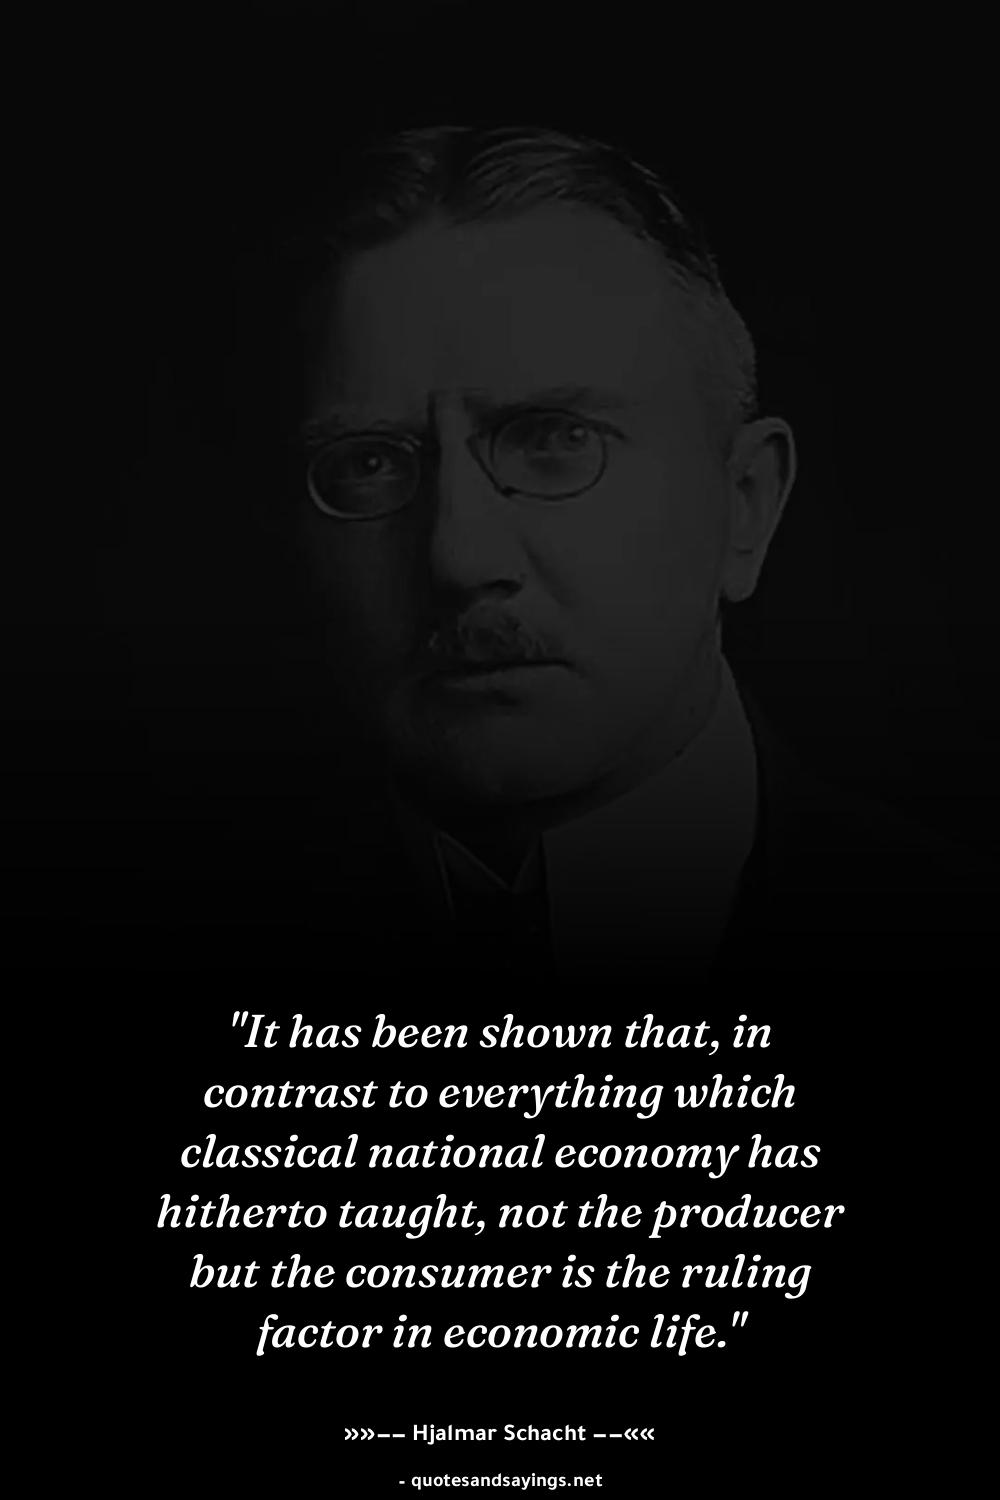 "It has been shown that, in
contrast to everything which
classical national economy has
hitherto taught, not the producer
but the consumer is the ruling
factor in economic life."
»»–– Hjalmar Schacht ––««
- quotesandsayings.net